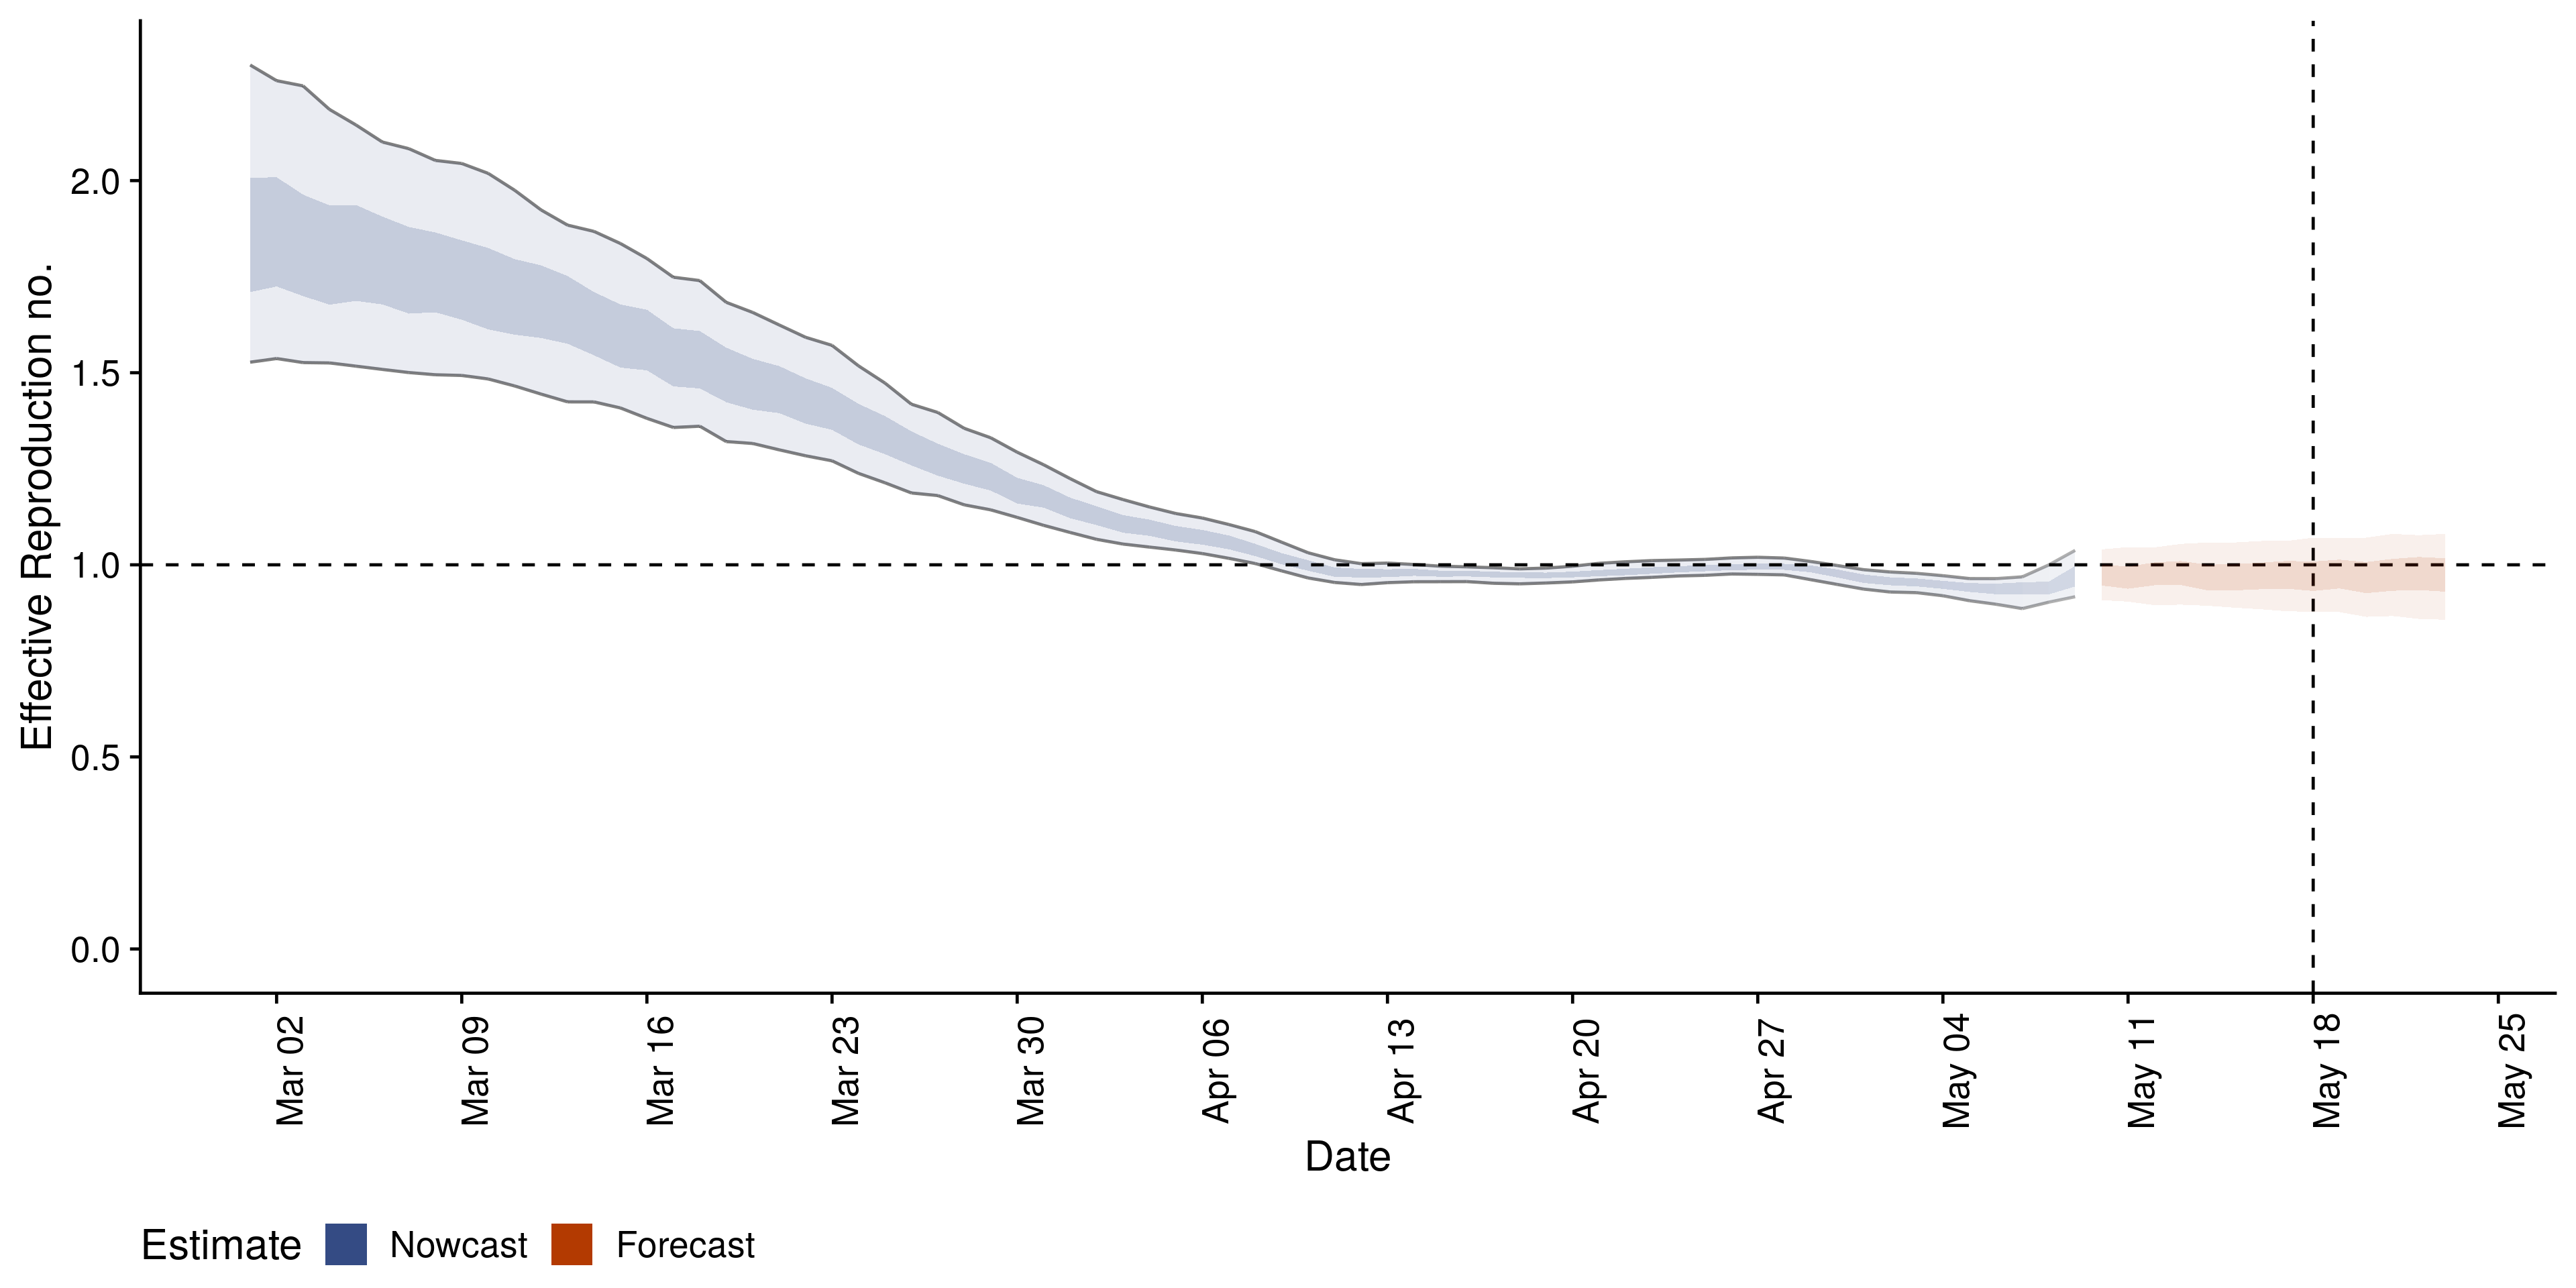 Effective Reproduction no.
2.0
1.5
1.0
0.5
0.0
Mar 02
Mar 09
Mar 16
Mar 23
Mar 30
Apr 06
Apr 13
Apr 20
Apr 27
May 04
May 11
May 18
May 25
Date
Estimate Nowcast Forecast